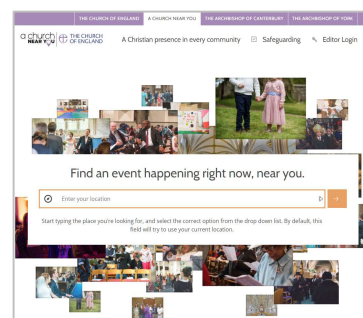 THE CHURCH OF ENGLAND A CHURCH NEAR YOU THE ARCHBISHOP OF CANTERBURY THE ARCHBISHOP OF YORK
a church NEAR YOU THE CHURCH OF ENGLAND A Christian presence in every community Safeguarding Editor Login
Find an event happening right now, near you.
Enter your location
Start typing the place you're looking for, and select the correct option from the drop down list. By default, this
field will try to use your current location.